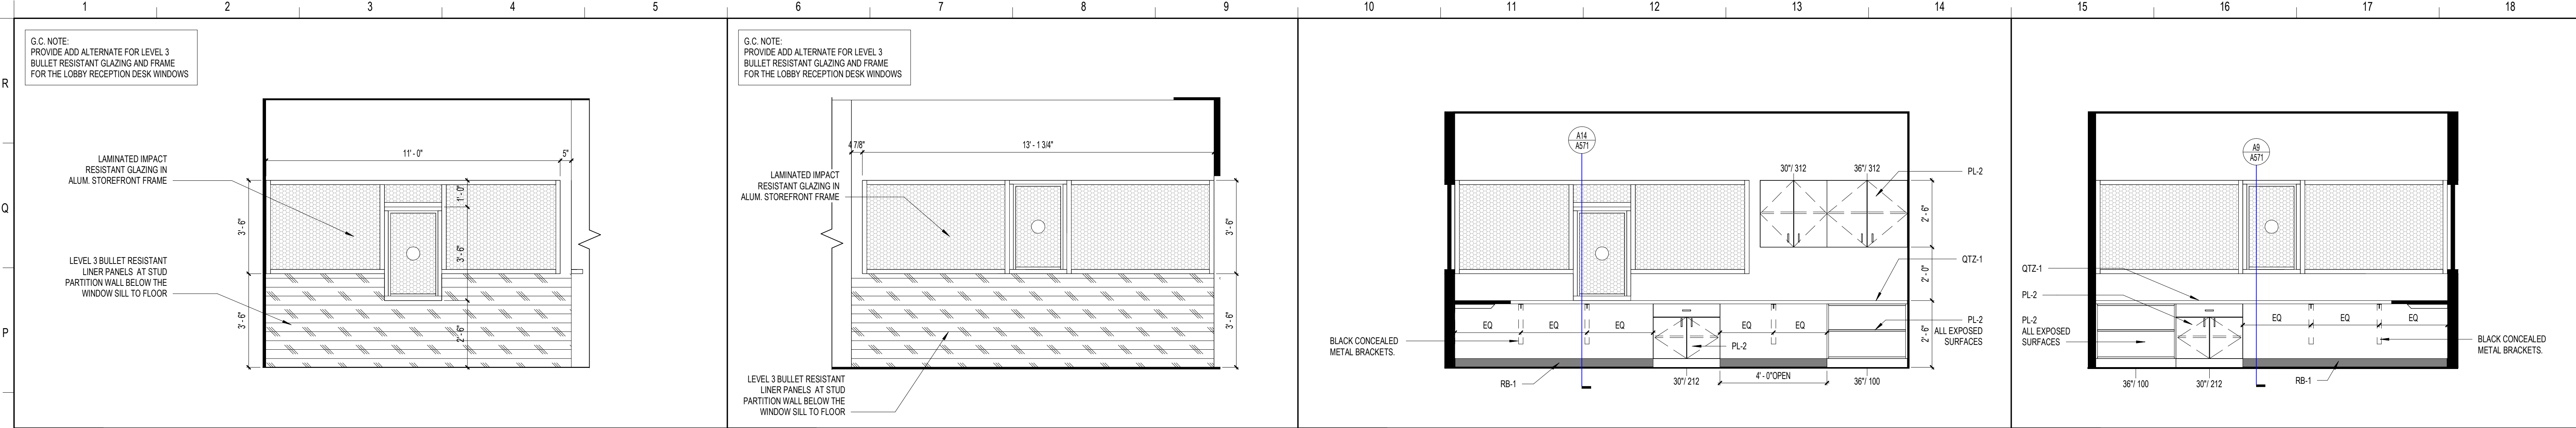 1 2 3 4 5 6 7 8 9 10 11 12 13 14 15 16 17 18
R
Q
P
G.C. NOTE:
PROVIDE ADD ALTERNATE FOR LEVEL 3
BULLET RESISTANT GLAZING AND FRAME
FOR THE LOBBY RECEPTION DESK WINDOWS
LAMINATED IMPACT
RESISTANT GLAZING IN
ALUM. STOREFRONT FRAME
LEVEL 3 BULLET RESISTANT
LINER PANELS AT STUD
PARTITION WALL BELOW THE
WINDOW SILL TO FLOOR
11' - 0"
5"
3' - 6"
3' - 6"
1' - 0"
3' - 6"
2' - 6"
G.C. NOTE:
PROVIDE ADD ALTERNATE FOR LEVEL 3
BULLET RESISTANT GLAZING AND FRAME
FOR THE LOBBY RECEPTION DESK WINDOWS
4 7/8"
13' - 1 3/4"
LAMINATED IMPACT
RESISTANT GLAZING IN
ALUM. STOREFRONT FRAME
3' - 6"
3' - 6"
LEVEL 3 BULLET RESISTANT
LINER PANELS AT STUD
PARTITION WALL BELOW THE
WINDOW SILL TO FLOOR
A14
A571
30"/ 312
36"/ 312
PL-2
2' - 6"
QTZ-1
2' - 0"
EQ EQ EQ EQ EQ
PL-2
ALL EXPOSED
SURFACES
2' - 6"
BLACK CONCEALED
METAL BRACKETS.
PL-2
RB-1
30"/ 212
4' - 0"OPEN
36"/ 100
A9
A571
QTZ-1
PL-2
PL-2
ALL EXPOSED
SURFACES
EQ EQ EQ
BLACK CONCEALED
METAL BRACKETS.
36"/ 100
30"/ 212
RB-1